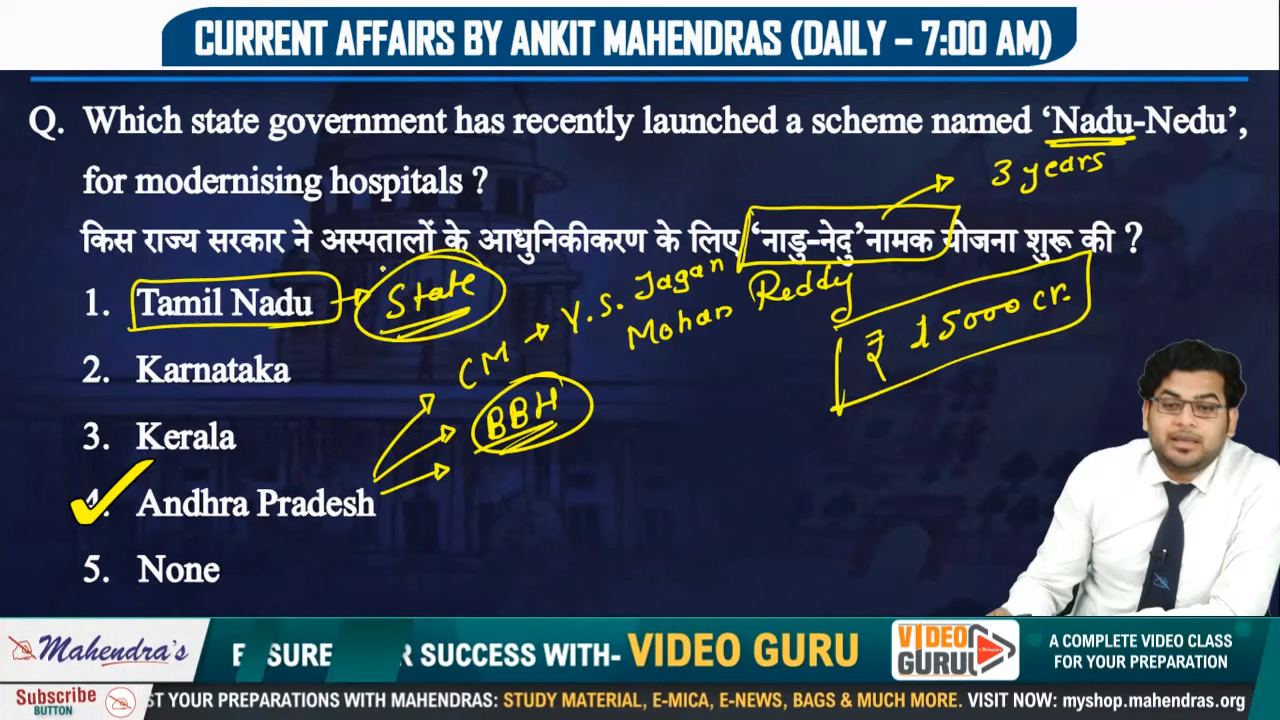 CURRENT AFFAIRS BY ANKIT MAHENDRAS (DAILY – 7:00 AM)
Q. Which state government has recently launched a scheme named ‘Nadu-Nedu’,
for modernising hospitals ?
3 years
किस राज्य सरकार ने अस्पतालों के आधुनिकीकरण के लिए ‘नाडु-नेदु’नामक योजना शुरू की ?
1. Tamil Nadu
State
CM → Y.S. Jagan
Mohan Reddy
₹ 15000 cr.
2. Karnataka
BBH
3. Kerala
4. Andhra Pradesh
5. None
Mahendra's
SURE
R SUCCESS WITH- VIDEO GURU
VIDEO
GURU
A COMPLETE VIDEO CLASS
FOR YOUR PREPARATION
Subscribe
BUTTON
ST YOUR PREPARATIONS WITH MAHENDRAS: STUDY MATERIAL, E-MICA, E-NEWS, BAGS & MUCH MORE. VISIT NOW: myshop.mahendras.org